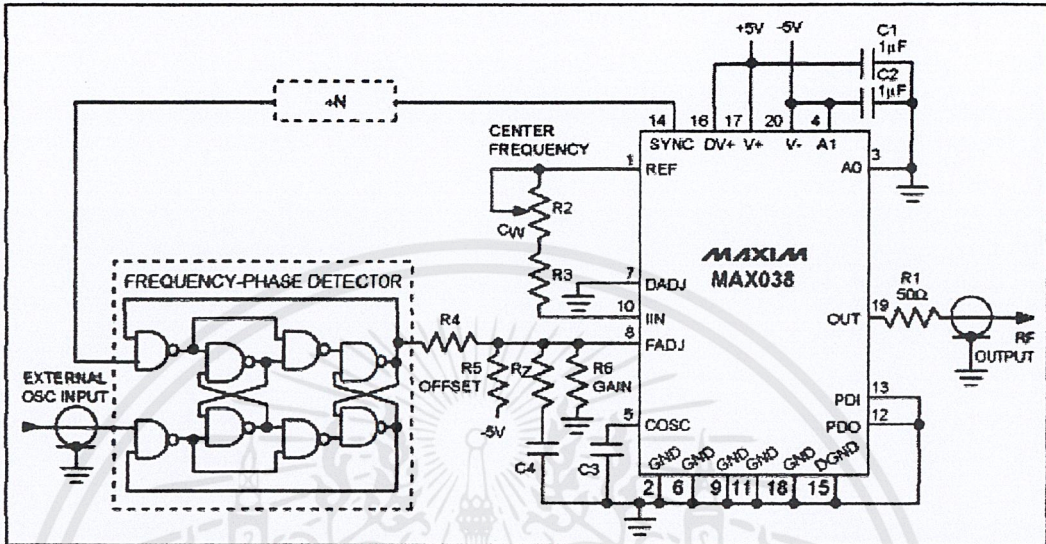 +5V -5V
C1
1µF
C2
1µF
÷N
14 16 17 20 4
SYNC DV+ V+ V- A1
CENTER
FREQUENCY
1 REF
3 A0
R2
CW
R3
MAXIM
MAX038
7 DADJ
10 IIN
8 FADJ
FREQUENCY-PHASE DETECTOR
R4
R5
OFFSET
-5V
RZ
R6
GAIN
R1
50Ω
19 OUT
RF
OUTPUT
EXTERNAL
OSC INPUT
13 PDI
12 PDO
5 COSC
C4
C3
GND GND GND GND GND DGND
2 6 9 11 18 15